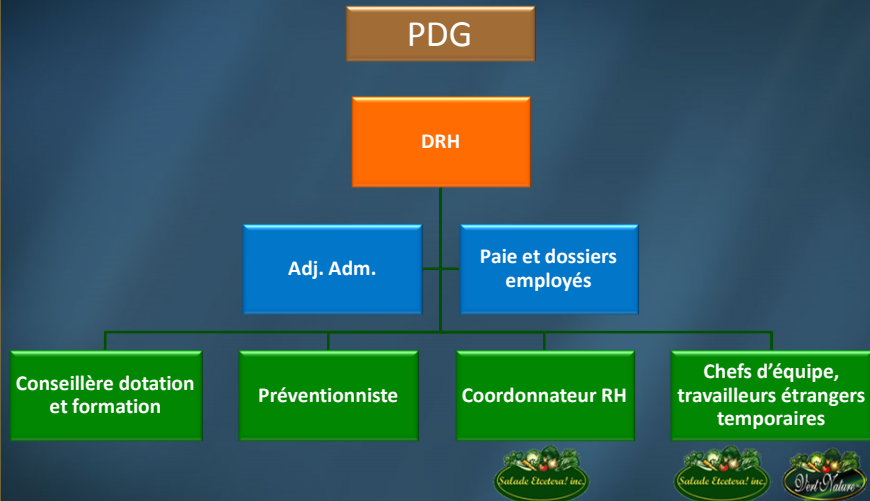 PDG
DRH
Adj. Adm.
Paie et dossiers
employés
Conseillère dotation
et formation
Préventionniste
Coordonnateur RH
Chefs d'équipe,
travailleurs étrangers
temporaires
Salade Etcetera! inc.
Salade Etcetera! inc.
Vert Nature